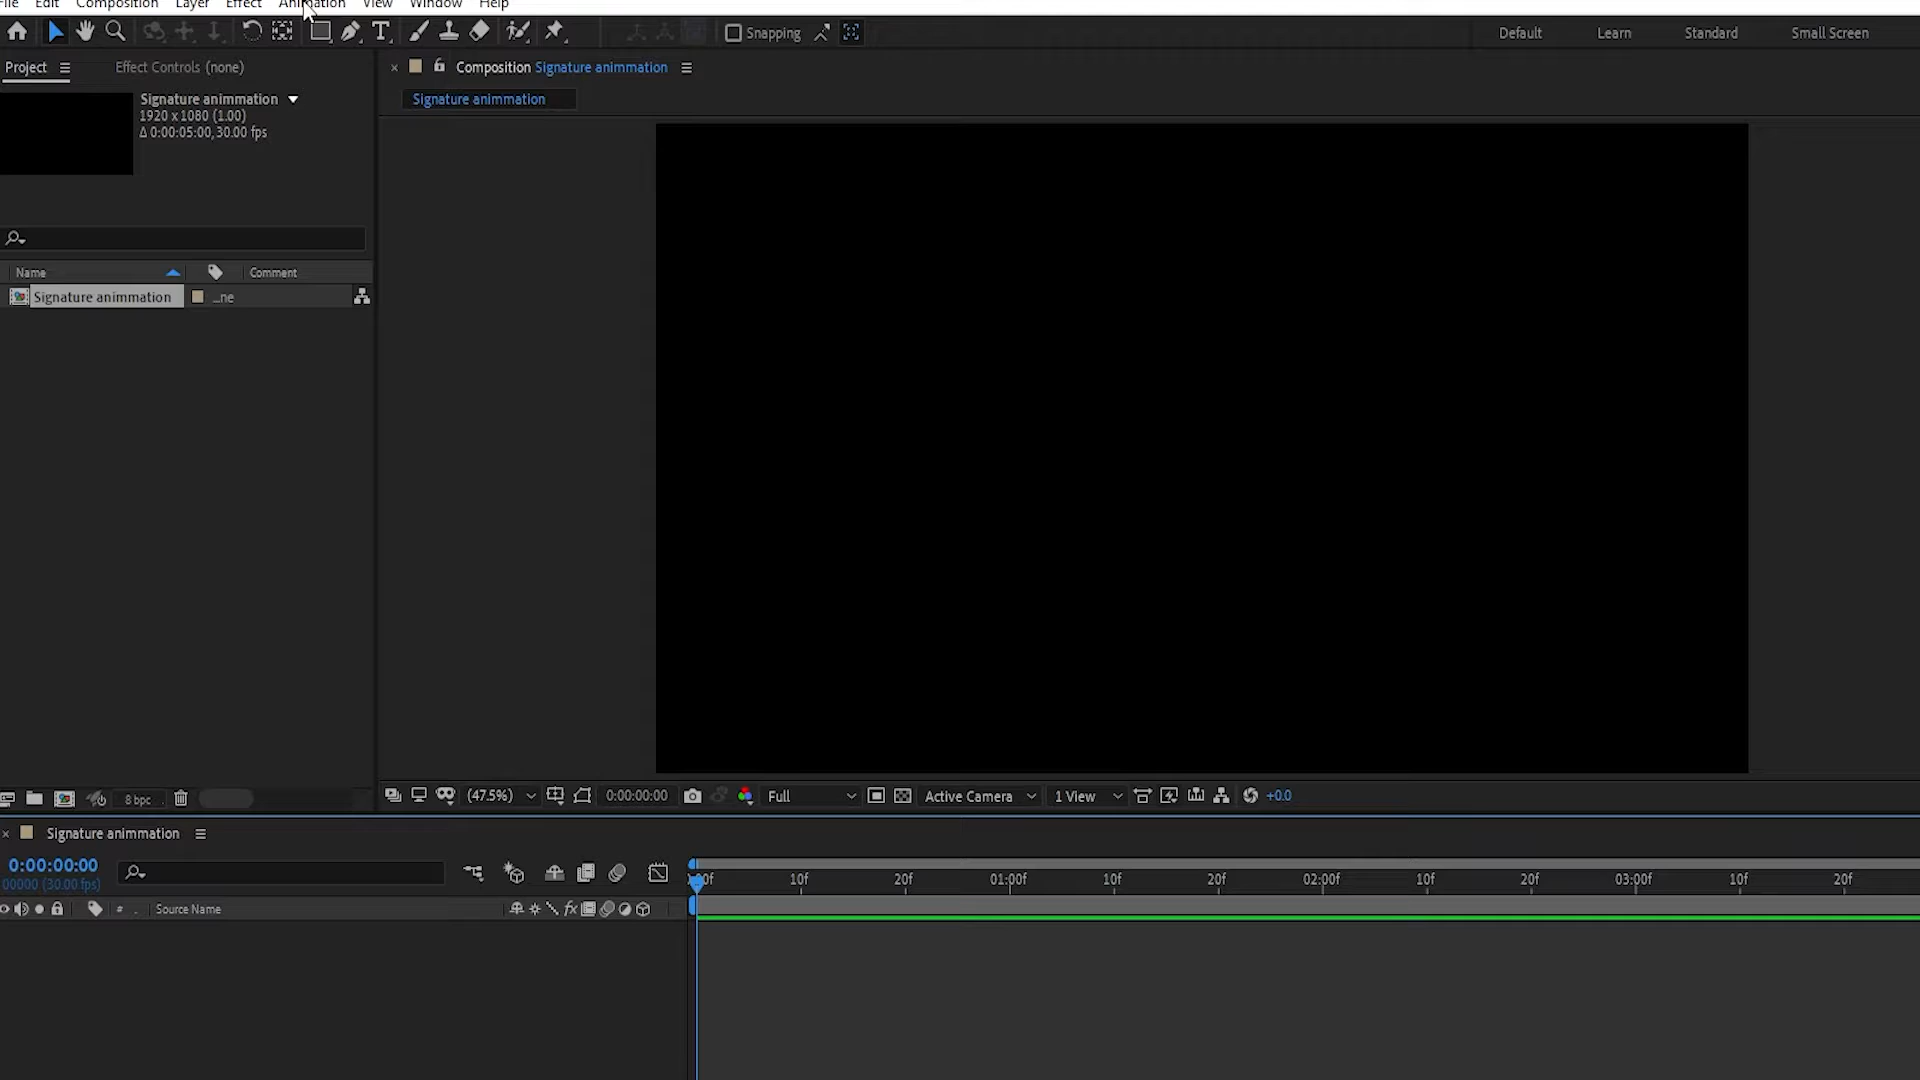 File Edit Composition Layer Effect Animation View Window Help
Snapping Default Learn Standard Small Screen
Project Effect Controls (none) × Composition Signature animmation
Signature animmation
1920 x 1080 (1.00)
Δ 0:00:05:00, 30.00 fps
Signature animmation
Name Comment
Signature animmation ...ne
8 bpc (47.5%) 0:00:00:00 Full Active Camera 1 View +0.0
× Signature animmation
0:00:00:00
00000 (30.00 fps)
:00f 10f 20f 01:00f 10f 20f 02:00f 10f 20f 03:00f 10f 20f
# . Source Name fx